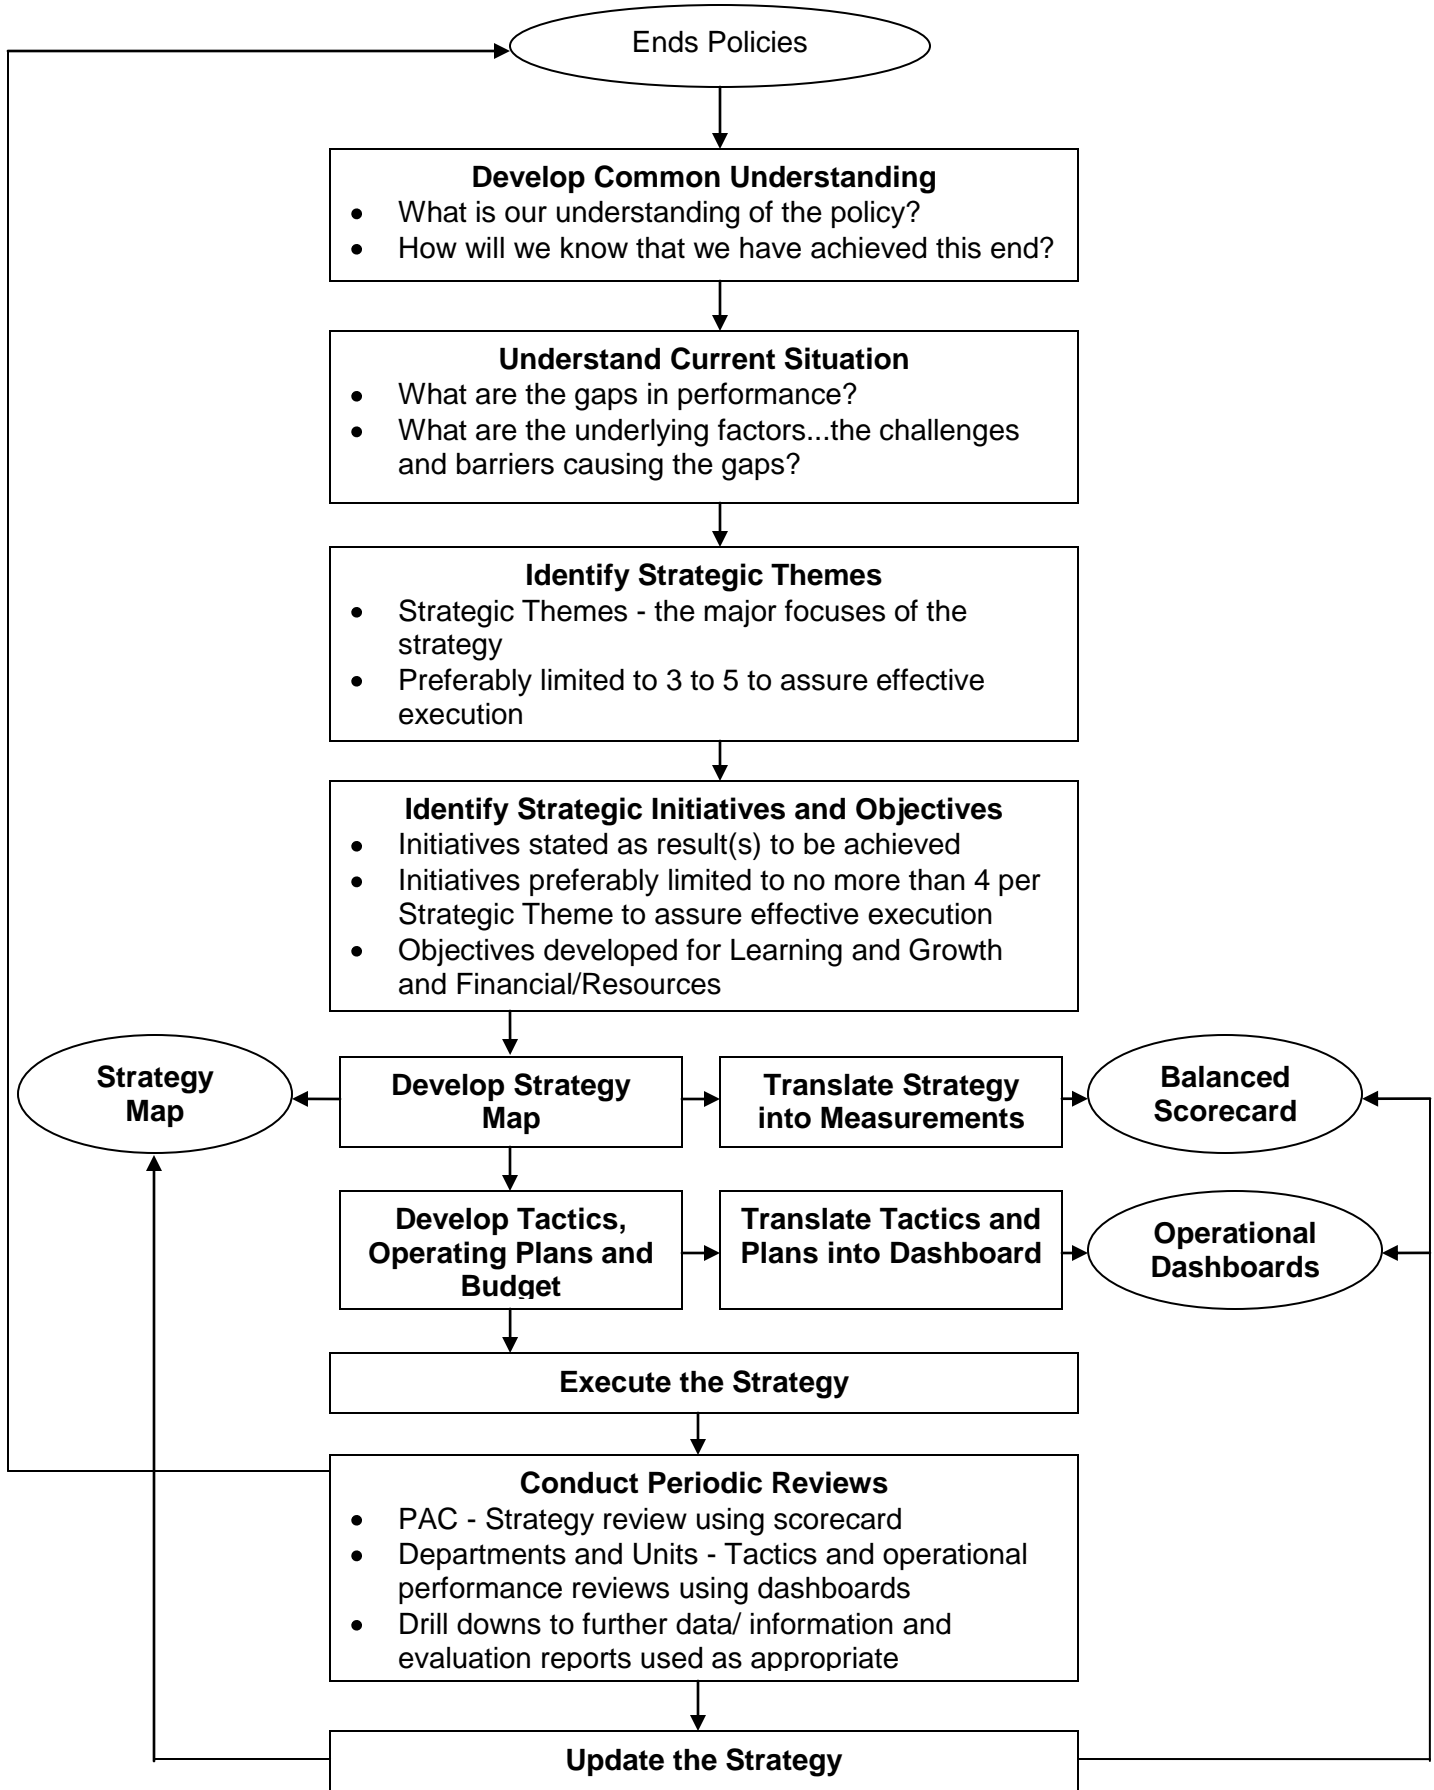 Ends Policies
Develop Common Understanding
• What is our understanding of the policy?
• How will we know that we have achieved this end?
Understand Current Situation
• What are the gaps in performance?
• What are the underlying factors...the challenges
and barriers causing the gaps?
Identify Strategic Themes
• Strategic Themes - the major focuses of the
strategy
• Preferably limited to 3 to 5 to assure effective
execution
Identify Strategic Initiatives and Objectives
• Initiatives stated as result(s) to be achieved
• Initiatives preferably limited to no more than 4 per
Strategic Theme to assure effective execution
• Objectives developed for Learning and Growth
and Financial/Resources
Strategy
Map
Develop Strategy
Map
Translate Strategy
into Measurements
Balanced
Scorecard
Develop Tactics,
Operating Plans and
Budget
Translate Tactics and
Plans into Dashboard
Operational
Dashboards
Execute the Strategy
Conduct Periodic Reviews
• PAC - Strategy review using scorecard
• Departments and Units - Tactics and operational
performance reviews using dashboards
• Drill downs to further data/ information and
evaluation reports used as appropriate
Update the Strategy